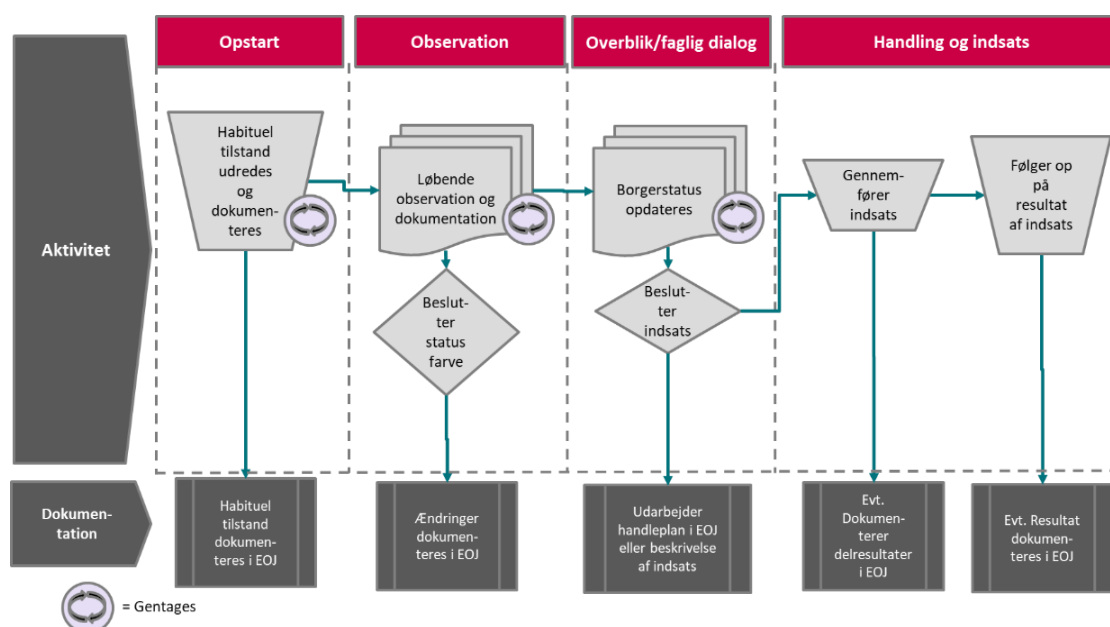 Opstart
Observation
Overblik/faglig dialog
Handling og indsats
Aktivitet
Habituel
tilstand
udredes
og
dokumen-
teres
Løbende
observation og
dokumentation
Borgerstatus
opdateres
Gennem-
fører
indsats
Følger op
på
resultat
af indsats
Beslut-
ter
status
farve
Beslut-
ter
indsats
Dokumen-
tation
Habituel
tilstand
dokumen-
teres i EOJ
Ændringer
dokumen-
teres i EOJ
Udarbejder
handleplan i EOJ
eller beskrivelse
af indsats
Evt.
Dokumen-
terer
delresultater
i EOJ
Evt. Resultat
dokumen-
teres i EOJ
= Gentages